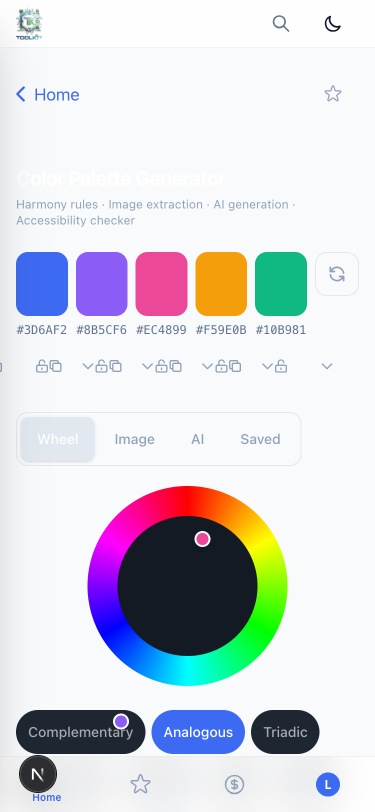 TOOLKIT
Home
Color Palette Generator
Harmony rules · Image extraction · AI generation ·
Accessibility checker
#3D6AF2 #8B5CF6 #EC4899 #F59E0B #10B981
Wheel Image AI Saved
Complementary Analogous Triadic
N
Home
L